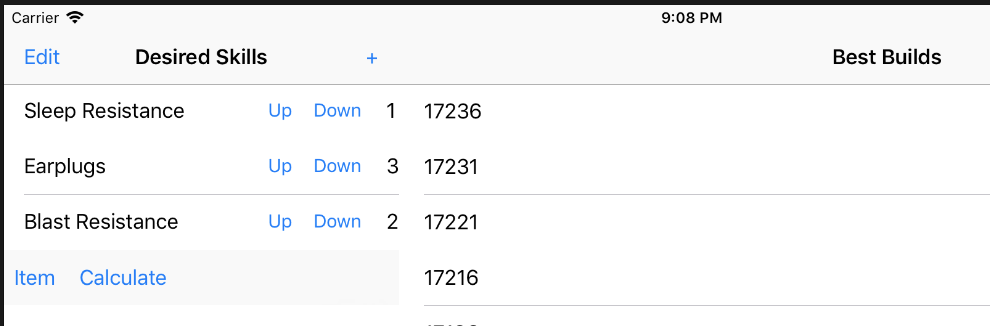 Carrier 9:08 PM
Edit Desired Skills + Best Builds
Sleep Resistance Up Down 1 17236
Earplugs Up Down 3 17231
Blast Resistance Up Down 2 17221
Item Calculate 17216